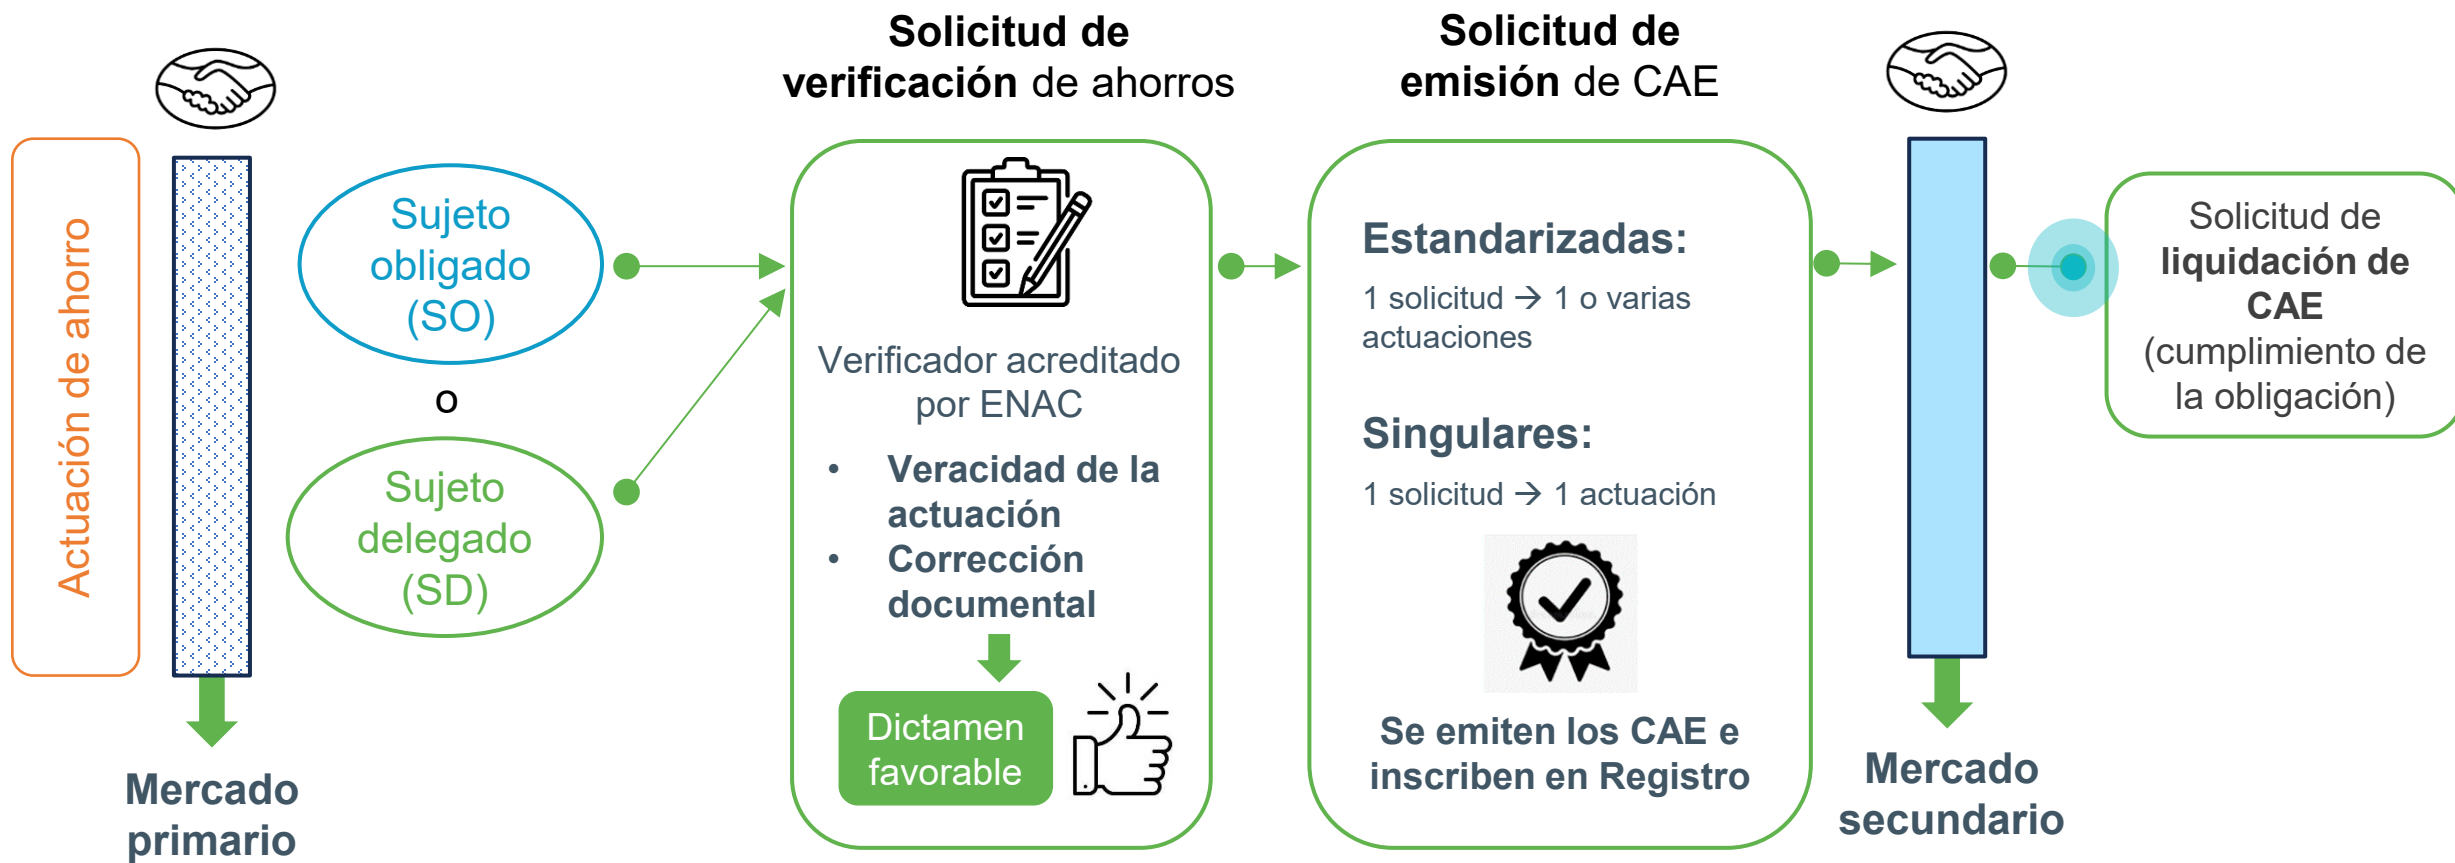 Actuación de ahorro
Mercado
primario
Sujeto
obligado
(SO)
o
Sujeto
delegado
(SD)
Solicitud de
verificación de ahorros
Verificador acreditado
por ENAC
• Veracidad de la
actuación
• Corrección
documental
Dictamen
favorable
Solicitud de
emisión de CAE
Estandarizadas:
1 solicitud → 1 o varias
actuaciones
Singulares:
1 solicitud → 1 actuación
Se emiten los CAE e
inscriben en Registro
Mercado
secundario
Solicitud de
liquidación de
CAE
(cumplimiento de
la obligación)